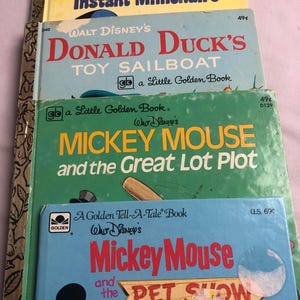 Instant Millionaire
49¢
WALT DISNEY'S
DONALD DUCK'S
TOY SAILBOAT
a Little Golden Book
a Little Golden Book
49¢
D129
Walt Disney's
MICKEY MOUSE
and the Great Lot Plot
GOLDEN
A Golden Tell-A-Tale Book
U.S. 69¢
Walt Disney's
Mickey Mouse
and the
PET SHOW